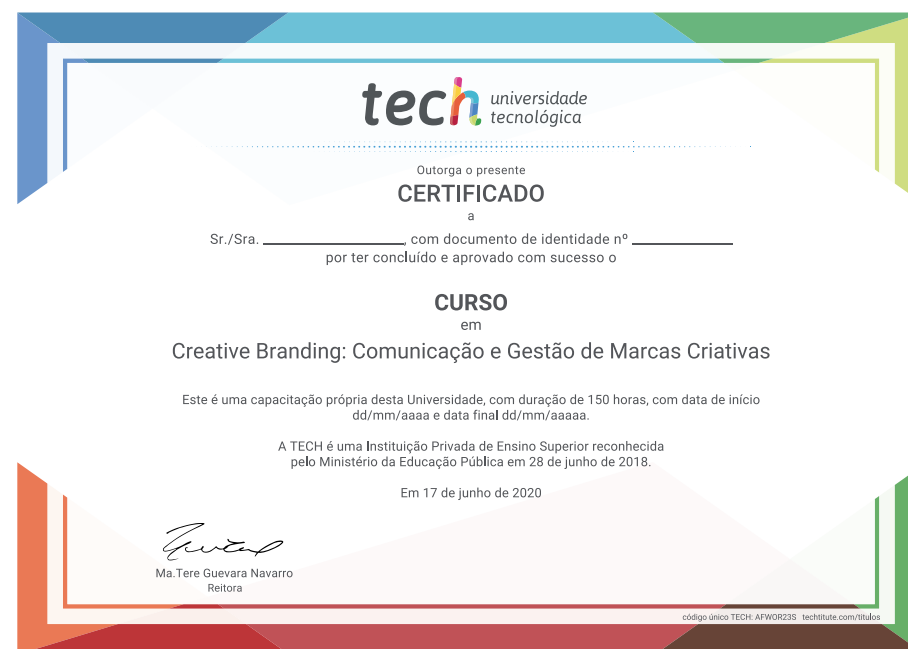 tech universidade
tecnológica
Outorga o presente
CERTIFICADO
a
Sr./Sra. ________________, com documento de identidade nº ____________
por ter concluído e aprovado com sucesso o
CURSO
em
Creative Branding: Comunicação e Gestão de Marcas Criativas
Este é uma capacitação própria desta Universidade, com duração de 150 horas, com data de início
dd/mm/aaaa e data final dd/mm/aaaaa.
A TECH é uma Instituição Privada de Ensino Superior reconhecida
pelo Ministério da Educação Pública em 28 de junho de 2018.
Em 17 de junho de 2020
Ma.Tere Guevara Navarro
Reitora
código único TECH: AFWOR23S techtitute.com/titulos